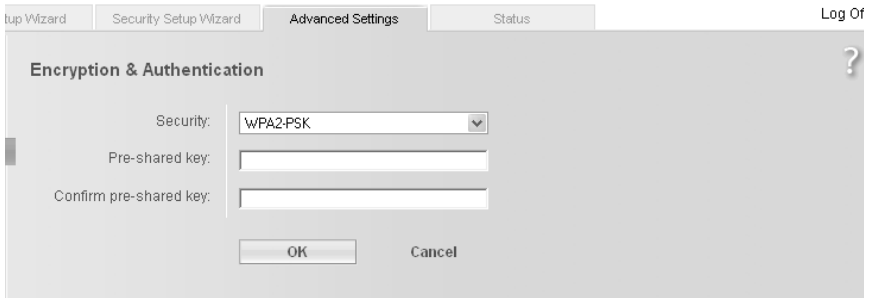 tup Wizard Security Setup Wizard Advanced Settings Status Log Of
Encryption & Authentication ?
Security: WPA2-PSK
Pre-shared key:
Confirm pre-shared key:
OK Cancel